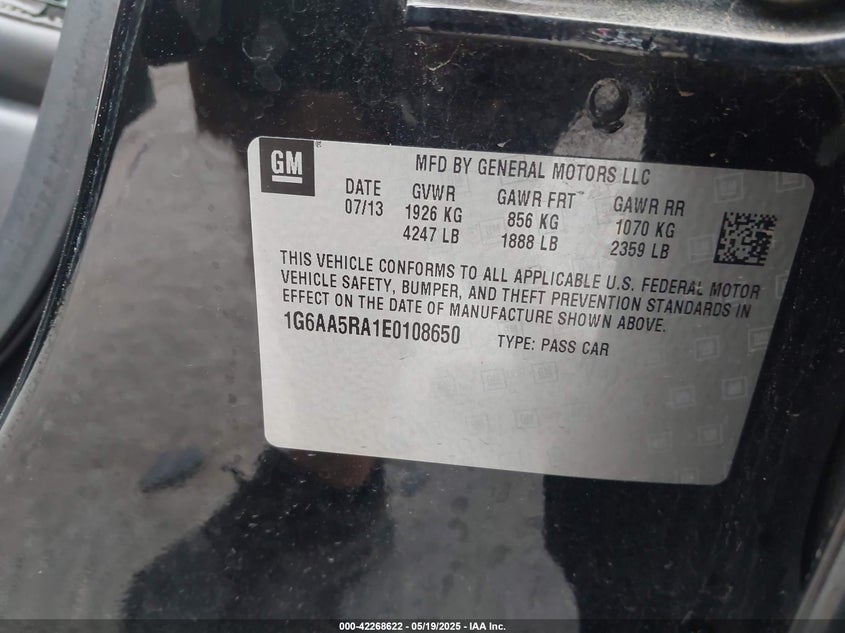 GM
MFD BY GENERAL MOTORS LLC
DATE GVWR GAWR FRT GAWR RR
07/13 1926 KG 856 KG 1070 KG
4247 LB 1888 LB 2359 LB
THIS VEHICLE CONFORMS TO ALL APPLICABLE U.S. FEDERAL MOTOR
VEHICLE SAFETY, BUMPER, AND THEFT PREVENTION STANDARDS IN
EFFECT ON THE DATE OF MANUFACTURE SHOWN ABOVE.
1G6AA5RA1E0108650 TYPE: PASS CAR
000-42268622 - 05/19/2025 - IAA Inc.